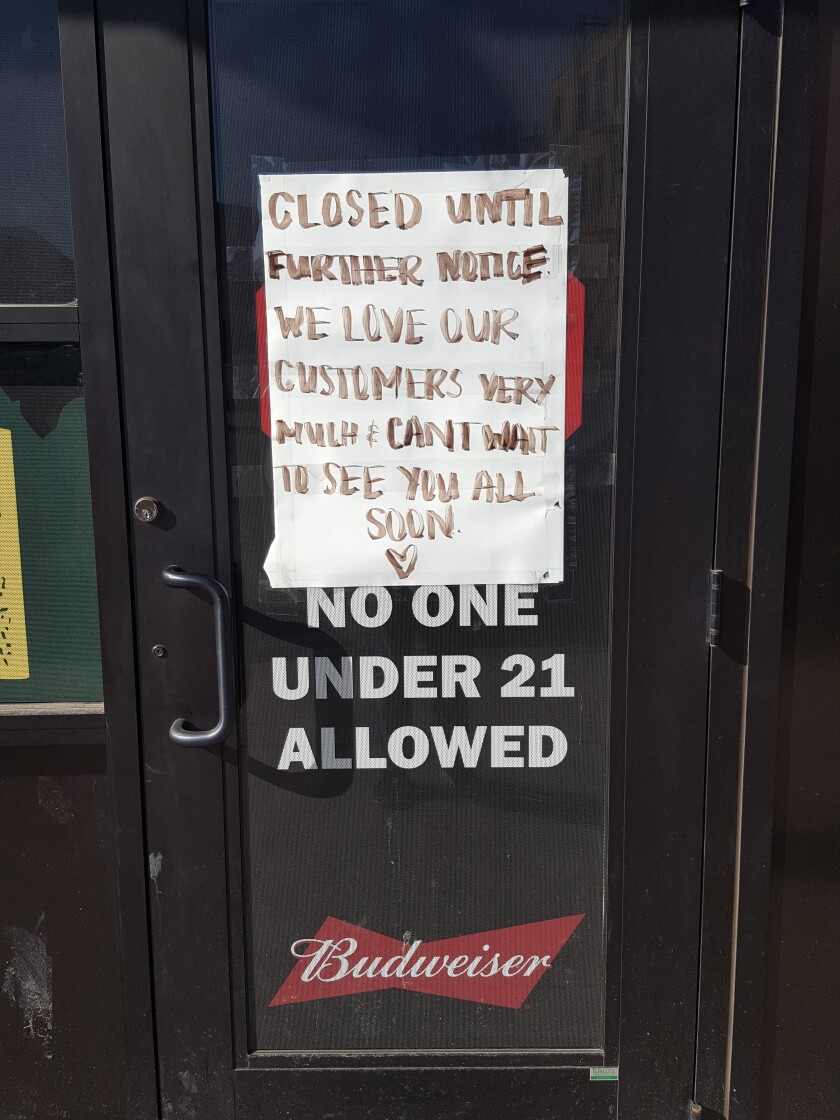 CLOSED UNTIL
FURTHER NOTICE.
WE LOVE OUR
CUSTOMERS VERY
MUCH & CANT WAIT
TO SEE YOU ALL
SOON.
NO ONE
UNDER 21
ALLOWED
Budweiser